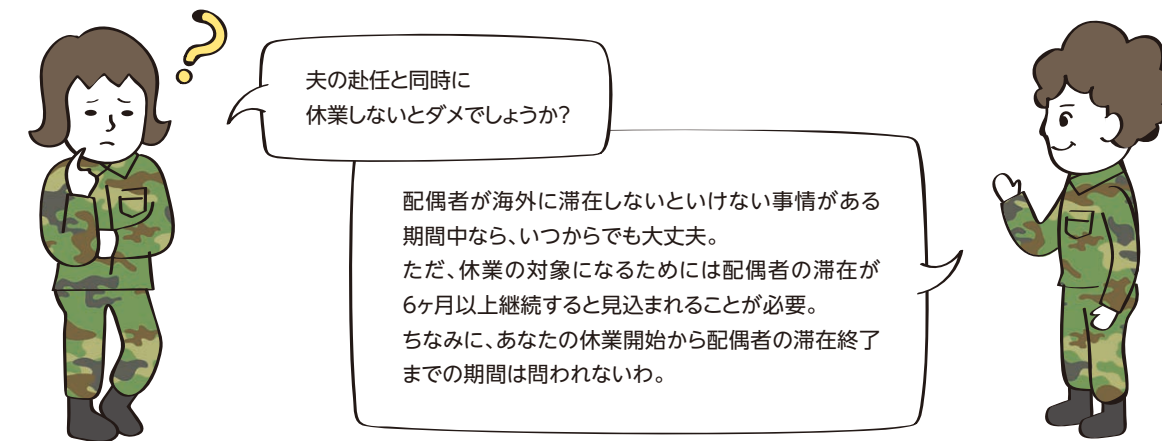 ?
夫の赴任と同時に
休業しないとダメでしょうか?
配偶者が海外に滞在しないといけない事情がある
期間中なら、いつからでも大丈夫。
ただ、休業の対象になるためには配偶者の滞在が
6ヶ月以上継続すると見込まれることが必要。
ちなみに、あなたの休業開始から配偶者の滞在終了
までの期間は問われないわ。